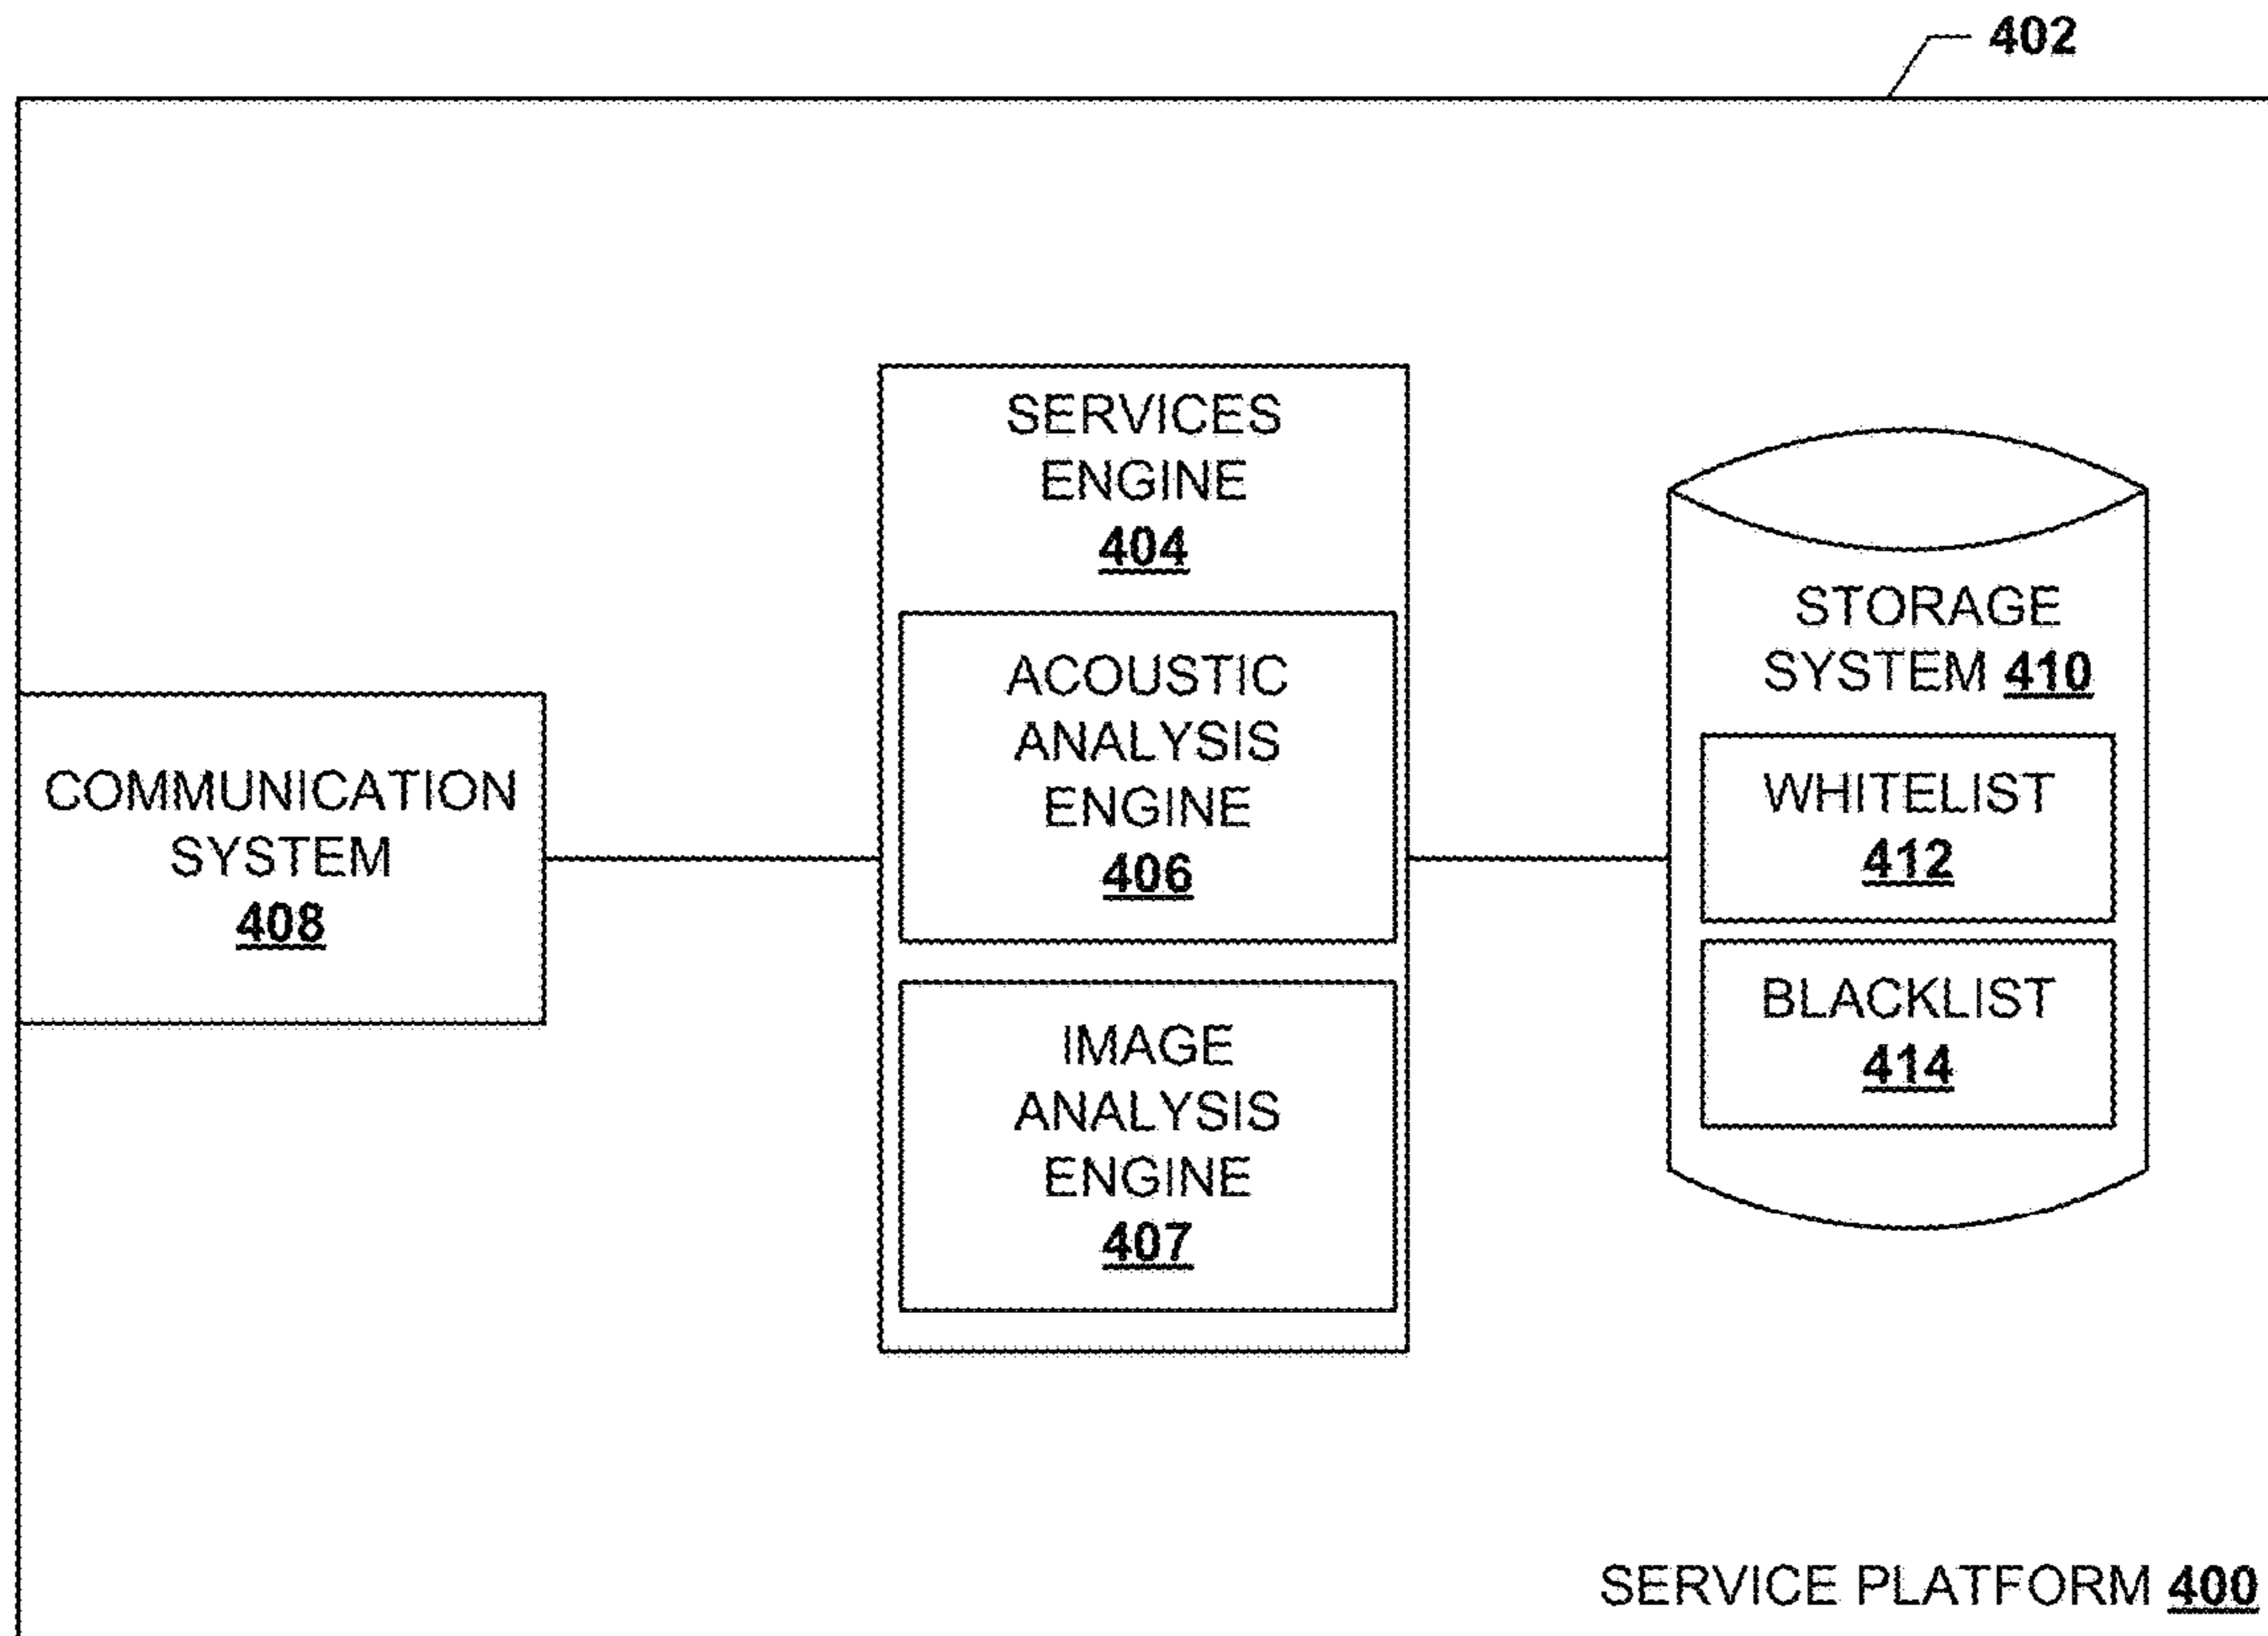 402
SERVICES
ENGINE
404
ACOUSTIC
ANALYSIS
ENGINE
406
IMAGE
ANALYSIS
ENGINE
407
COMMUNICATION
SYSTEM
408
STORAGE
SYSTEM 410
WHITELIST
412
BLACKLIST
414
SERVICE PLATFORM 400